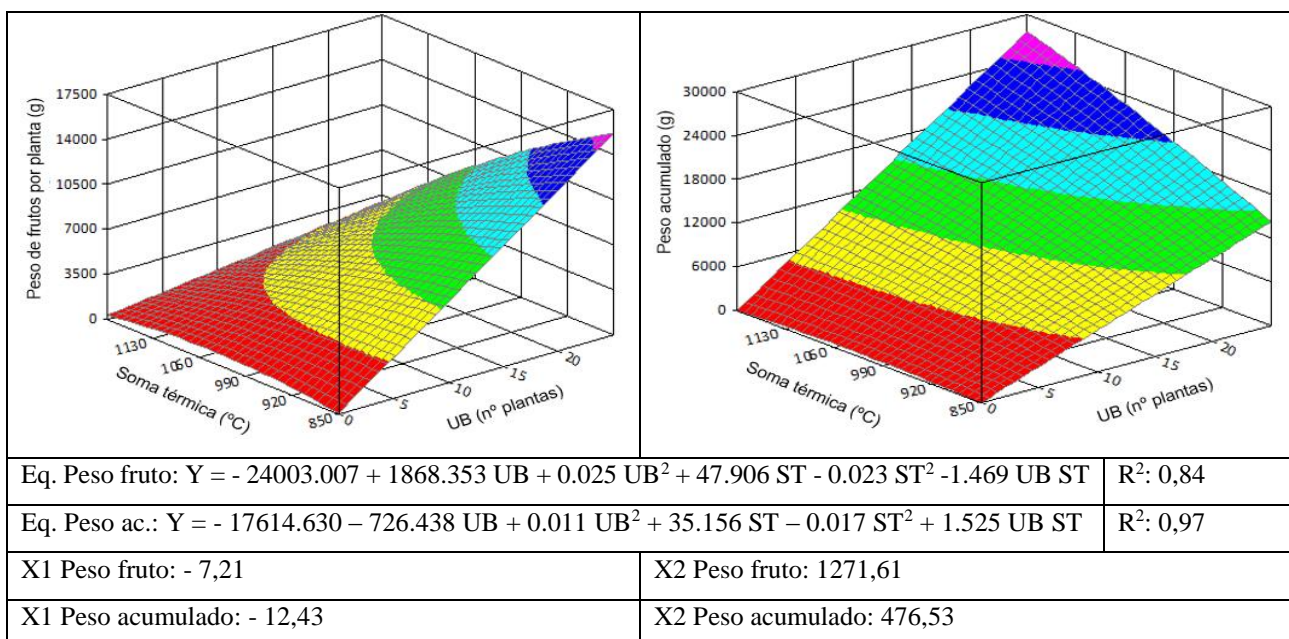 Peso de frutos por planta (g)
17500
14000
10500
7000
3500
0
1130
1060
990
920
850
Soma térmica (ºC)
0
5
10
15
20
UB (nº plantas)
Peso acumulado (g)
30000
24000
18000
12000
6000
0
1130
1060
990
920
850
Soma térmica (ºC)
0
5
10
15
20
UB (nº plantas)
Eq. Peso fruto: Y = - 24003.007 + 1868.353 UB + 0.025 UB² + 47.906 ST - 0.023 ST² -1.469 UB ST
R²: 0,84
Eq. Peso ac.: Y = - 17614.630 – 726.438 UB + 0.011 UB² + 35.156 ST – 0.017 ST² + 1.525 UB ST
R²: 0,97
X1 Peso fruto: - 7,21
X2 Peso fruto: 1271,61
X1 Peso acumulado: - 12,43
X2 Peso acumulado: 476,53